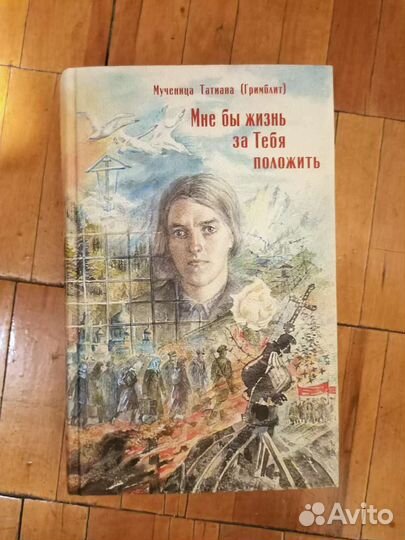 Мученица Татиана (Гримблит)
Мне бы жизнь
за Тебя
положить
Avito